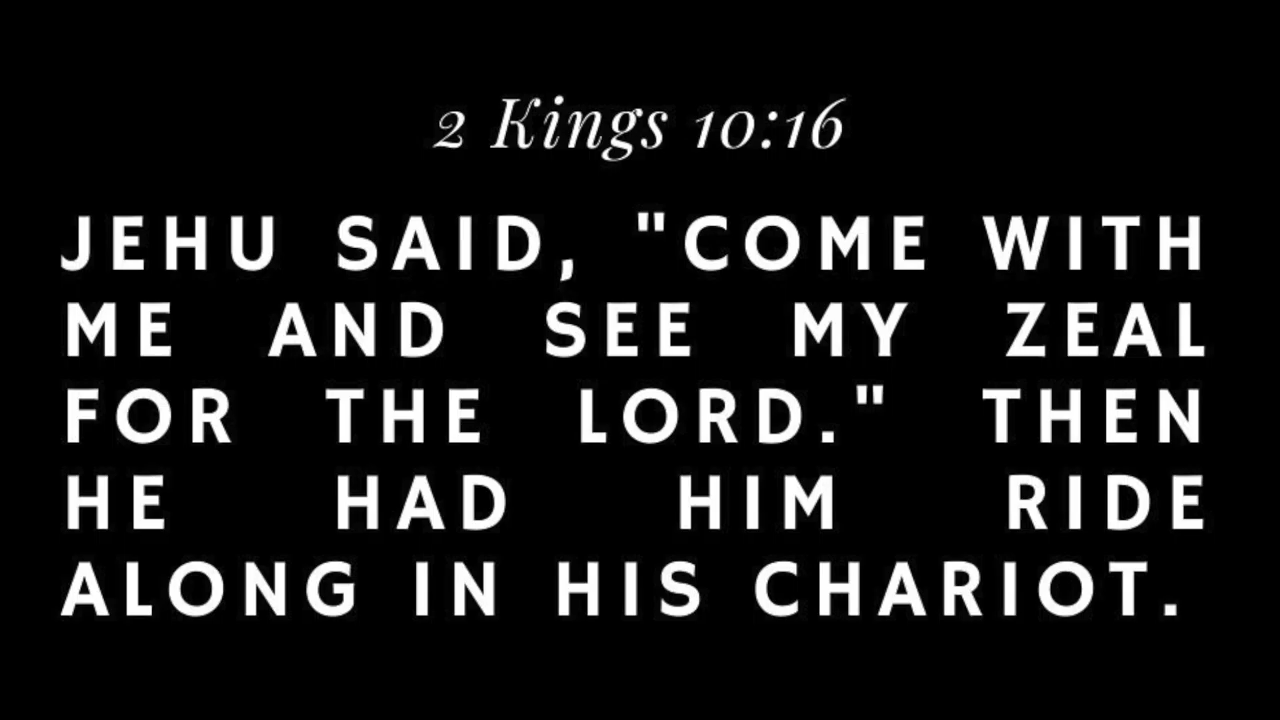 2 Kings 10:16
JEHU SAID, "COME WITH
ME AND SEE MY ZEAL
FOR THE LORD." THEN
HE HAD HIM RIDE
ALONG IN HIS CHARIOT.